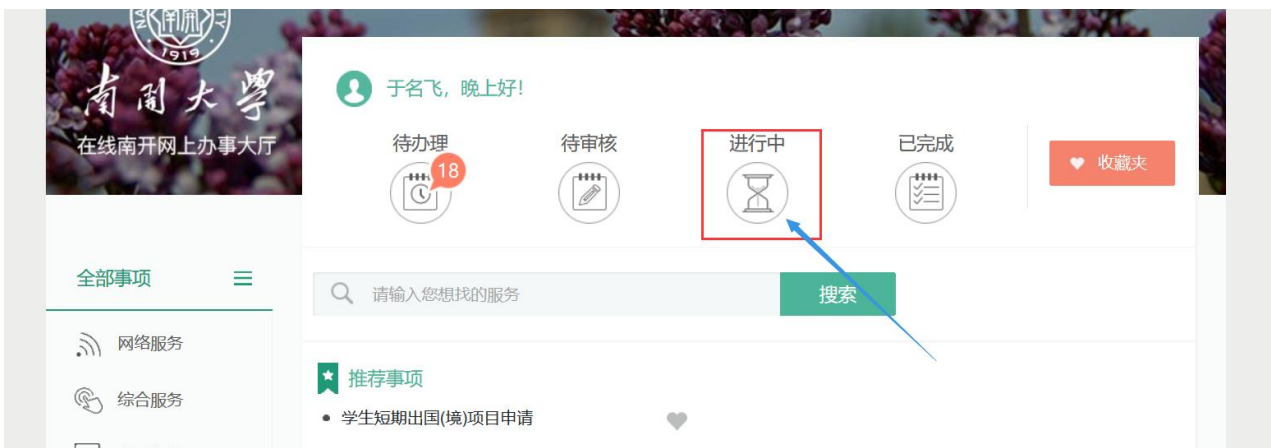 1919
南開大學
在线南开网上办事大厅
于名飞，晚上好!
待办理
18
待审核
进行中
已完成
收藏夹
全部事项
请输入您想找的服务
搜索
网络服务
综合服务
推荐事项
学生短期出国(境)项目申请